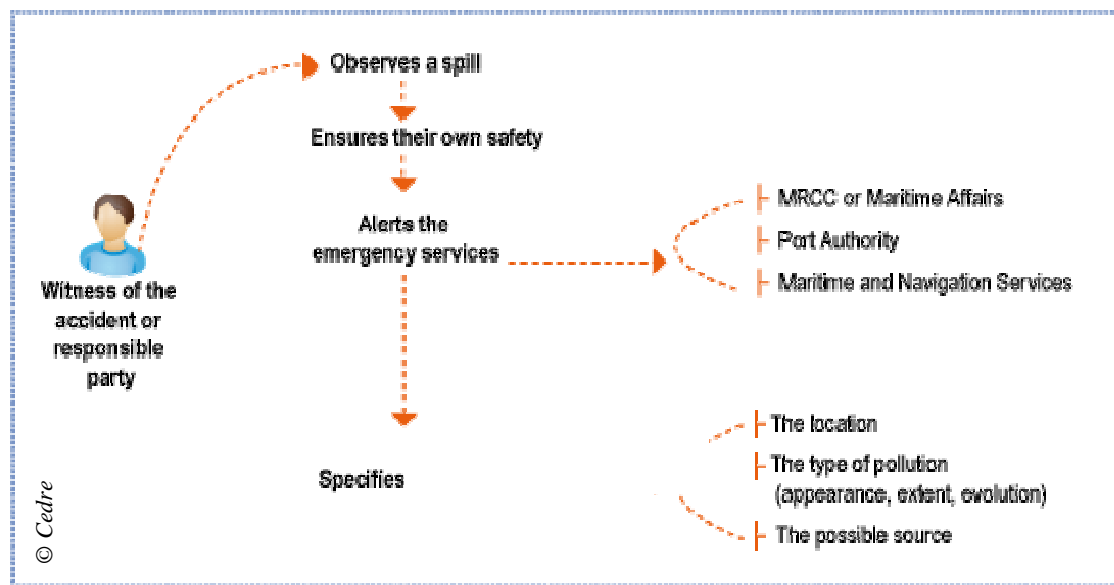 Observes a spill
Ensures their own safety
Alerts the
emergency services
MRCC or Maritime Affairs
Port Authority
Maritime and Navigation Services
Witness of the
accident or
responsible
party
Specifies
The location
The type of pollution
(appearance, extent, evolution)
The possible source
© Cedre